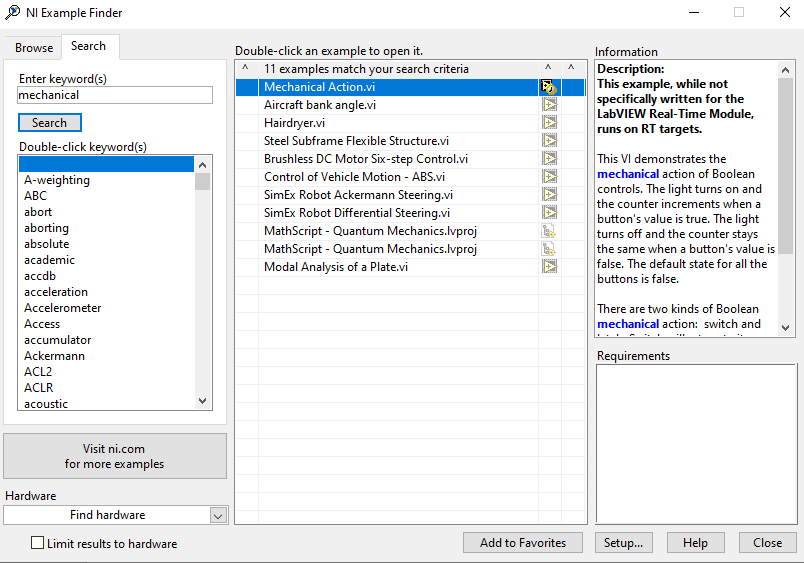 NI Example Finder
Browse
Search
Enter keyword(s)
mechanical
Search
Double-click keyword(s)
A-weighting
ABC
abort
aborting
absolute
academic
accdb
acceleration
Accelerometer
Access
accumulator
Ackermann
ACL2
ACLR
acoustic
Visit ni.com
for more examples
Hardware
Find hardware
Limit results to hardware
Double-click an example to open it.
^ 11 examples match your search criteria ^ ^
Mechanical Action.vi
Aircraft bank angle.vi
Hairdryer.vi
Steel Subframe Flexible Structure.vi
Brushless DC Motor Six-step Control.vi
Control of Vehicle Motion - ABS.vi
SimEx Robot Ackermann Steering.vi
SimEx Robot Differential Steering.vi
MathScript - Quantum Mechanics.lvproj
MathScript - Quantum Mechanics.lvproj
Modal Analysis of a Plate.vi
Information
Description:
This example, while not
specifically written for the
LabVIEW Real-Time Module,
runs on RT targets.
This VI demonstrates the
mechanical action of Boolean
controls. The light turns on and
the counter increments when a
button's value is true. The light
turns off and the counter stays
the same when a button's value is
false. The default state for all the
buttons is false.
There are two kinds of Boolean
mechanical action: switch and
Requirements
Add to Favorites
Setup...
Help
Close